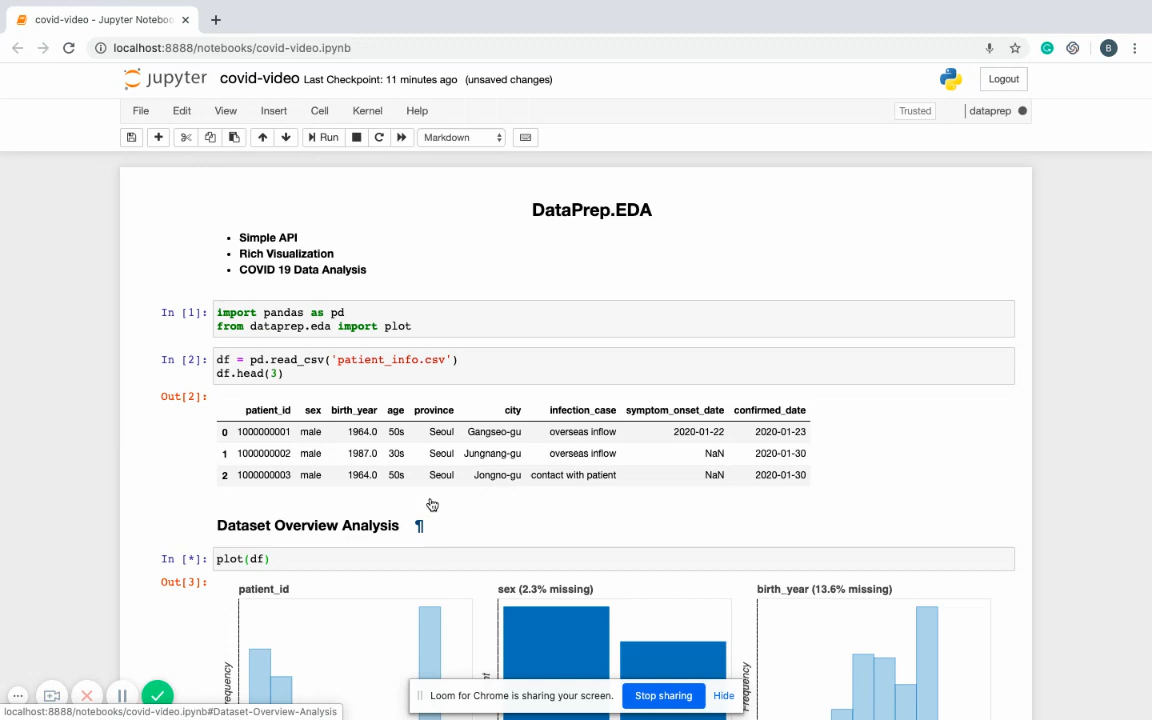 covid-video - Jupyter Noteboo
localhost:8888/notebooks/covid-video.ipynb
B
jupyter covid-video Last Checkpoint: 11 minutes ago (unsaved changes)
Logout
File Edit View Insert Cell Kernel Help
Trusted
dataprep
Run
Markdown
DataPrep.EDA
• Simple API
• Rich Visualization
• COVID 19 Data Analysis
In [1]: import pandas as pd
from dataprep.eda import plot
In [2]: df = pd.read_csv('patient_info.csv')
df.head(3)
Out[2]:
patient_id sex birth_year age province city infection_case symptom_onset_date confirmed_date
0 1000000001 male 1964.0 50s Seoul Gangseo-gu overseas inflow 2020-01-22 2020-01-23
1 1000000002 male 1987.0 30s Seoul Jungnang-gu overseas inflow NaN 2020-01-30
2 1000000003 male 1964.0 50s Seoul Jongno-gu contact with patient NaN 2020-01-30
Dataset Overview Analysis ¶
In [*]: plot(df)
Out[3]:
patient_id sex (2.3% missing) birth_year (13.6% missing)
Loom for Chrome is sharing your screen. Stop sharing Hide
localhost:8888/notebooks/covid-video.ipynb#Dataset-Overview-Analysis